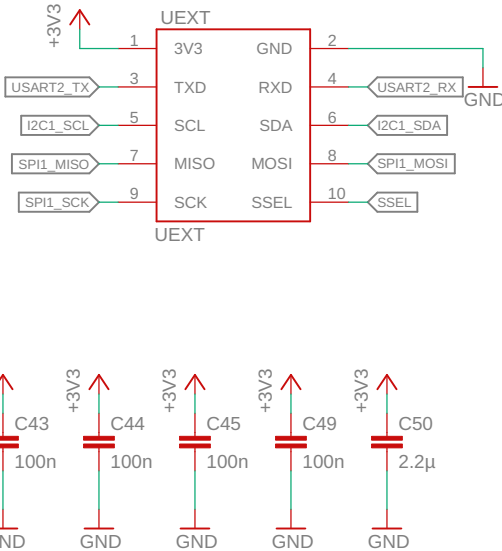 +3V3
UEXT
1 3V3 GND 2
USART2_TX 3 TXD RXD 4 USART2_RX
GND
I2C1_SCL 5 SCL SDA 6 I2C1_SDA
SPI1_MISO 7 MISO MOSI 8 SPI1_MOSI
SPI1_SCK 9 SCK SSEL 10 SSEL
UEXT
+3V3 +3V3 +3V3 +3V3
C43 C44 C45 C49 C50
100n 100n 100n 100n 2.2µ
ND GND GND GND GND